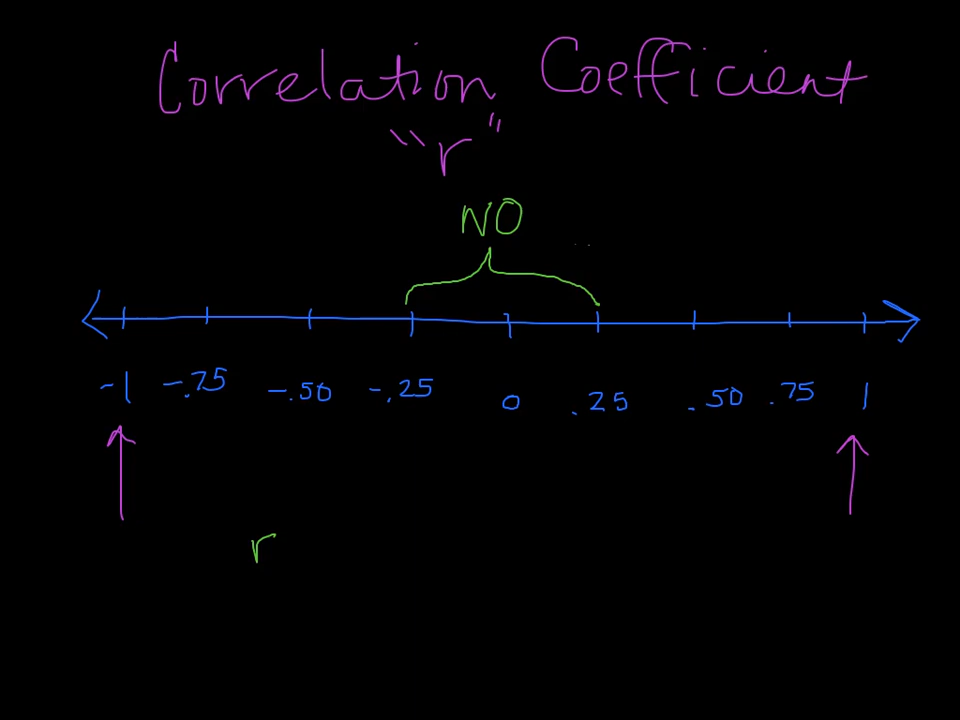 Correlation Coefficient
"r"
NO
-1 -.75 -.50 -.25 0 .25 .50 .75 1
r